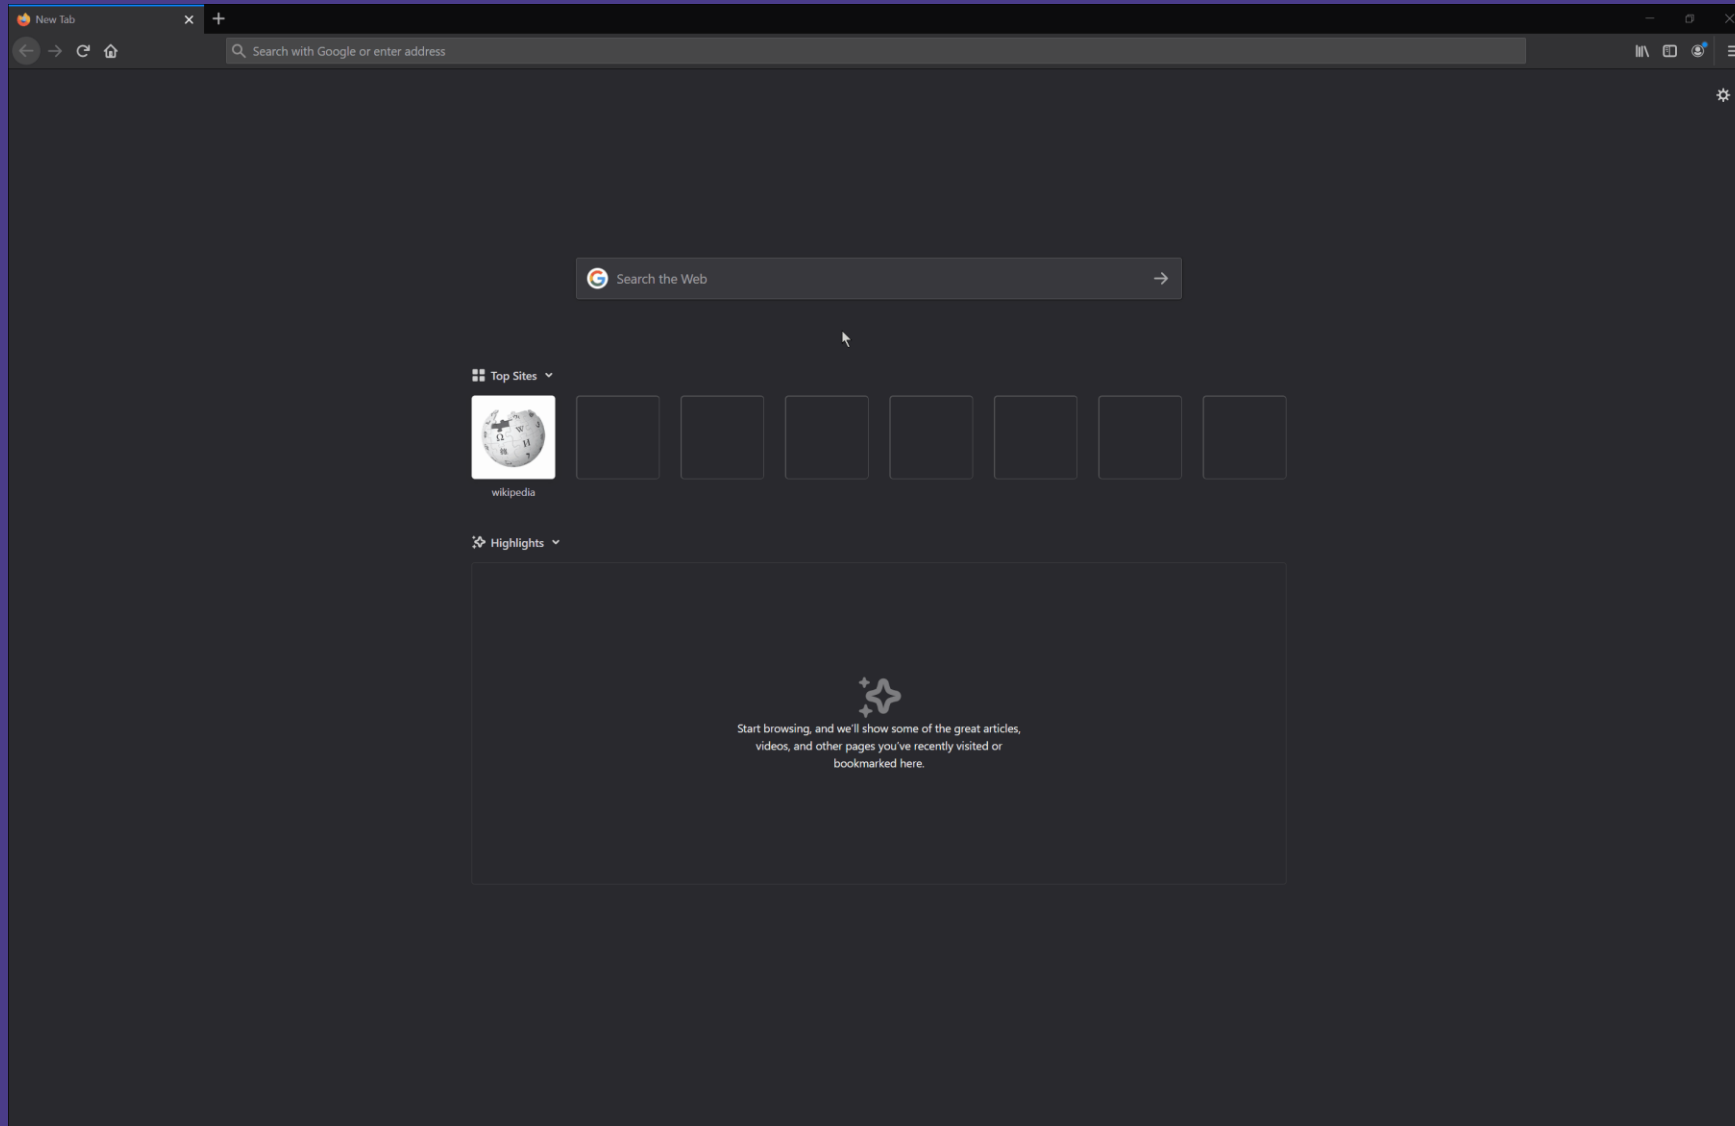 New Tab
Search with Google or enter address
Search the Web
Top Sites
wikipedia
Highlights
Start browsing, and we'll show some of the great articles,
videos, and other pages you've recently visited or
bookmarked here.